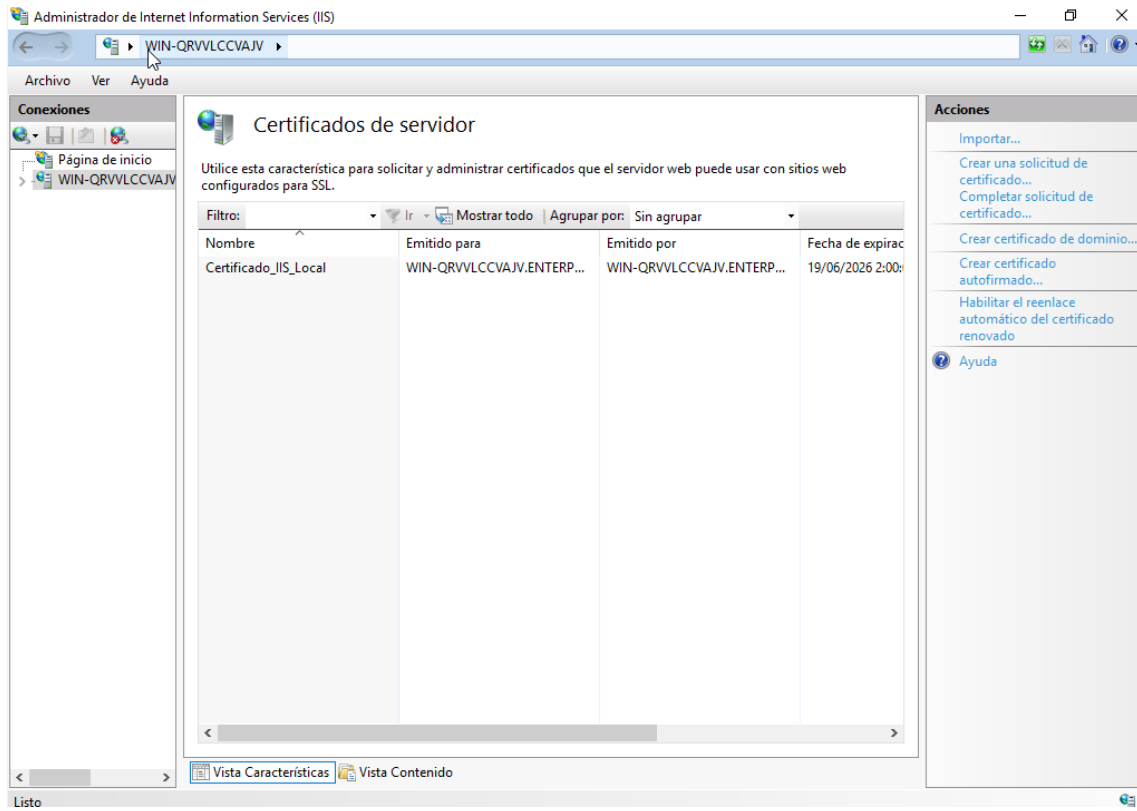 Administrador de Internet Information Services (IIS)
WIN-QRVVLCCVAJV
Archivo Ver Ayuda
Conexiones
Página de inicio
WIN-QRVVLCCVAJV
Certificados de servidor
Utilice esta característica para solicitar y administrar certificados que el servidor web puede usar con sitios web
configurados para SSL.
Filtro: Ir Mostrar todo Agrupar por: Sin agrupar
Nombre Emitido para Emitido por Fecha de expirac
Certificado_IIS_Local WIN-QRVVLCCVAJV.ENTERP... WIN-QRVVLCCVAJV.ENTERP... 19/06/2026 2:00:
Vista Características Vista Contenido
Acciones
Importar...
Crear una solicitud de
certificado...
Completar solicitud de
certificado...
Crear certificado de dominio...
Crear certificado
autofirmado...
Habilitar el reenlace
automático del certificado
renovado
Ayuda
Listo